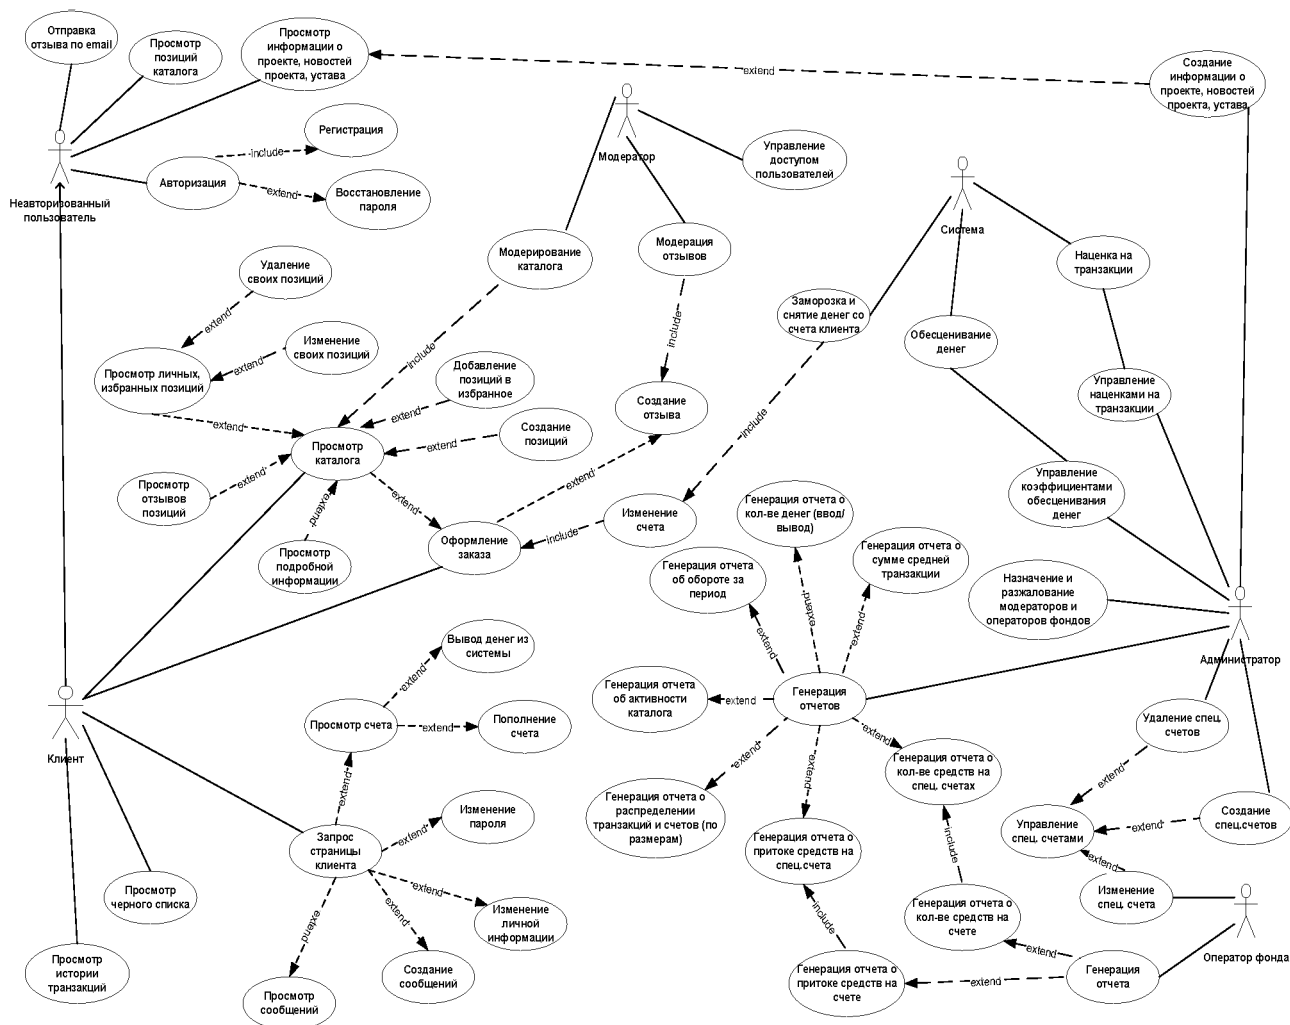 Отправка
отзыва по email
Просмотр
позиций
каталога
Просмотр
информации о
проекте, новостей
проекта, устава
extend
Создание
информации о
проекте, новостей
проекта, устава
Регистрация
include
Авторизация
extend
Восстановление
пароля
Неавторизованный
пользователь
Модератор
Управление
доступом
пользователей
Система
Модерирование
каталога
Модерация
отзывов
Наценка на
транзакции
Удаление
своих позиций
extend
Изменение
своих позиций
extend
Просмотр личных,
избранных позиций
extend
include
include
Заморозка и
снятие денег со
счета клиента
Обесценивание
денег
Управление
наценками на
транзакции
Добавление
позиций в
избранное
extend
Создание
отзыва
include
Просмотр
каталога
extend
Создание
позиций
Просмотр
отзывов
позиций
extend
extend
extend
extend
Управление
коэффициентами
обесценивания
денег
Просмотр
подробной
информации
Оформление
заказа
include
Изменение
счета
Генерация отчета о
кол-ве денег (ввод/
вывод)
Генерация отчета
об обороте за
период
Генерация отчета о
сумме средней
транзакции
Назначение и
разжалование
модераторов и
операторов фондов
extend
extend
extend
Администратор
Вывод денег из
системы
extend
Просмотр счета
extend
Пополнение
счета
Генерация отчета
об активности
каталога
extend
Генерация
отчетов
Клиент
extend
extend
extend
extend
Генерация отчета о
кол-ве средств на
спец. счетах
Удаление спец.
счетов
extend
Запрос
страницы
клиента
extend
Изменение
пароля
Генерация отчета о
распределении
транзакций и счетов (по
размерам)
Генерация отчета о
притоке средств на
спец.счета
include
Управление
спец. счетами
extend
Создание
спец.счетов
extend
Просмотр
черного списка
extend
Изменение
личной
информации
extend
extend
include
Генерация отчета о
кол-ве средств на
счете
Изменение
спец. счета
Просмотр
истории
транзакций
Просмотр
сообщений
Создание
сообщений
Генерация отчета о
притоке средств на
счете
extend
extend
Генерация
отчета
Оператор фонда